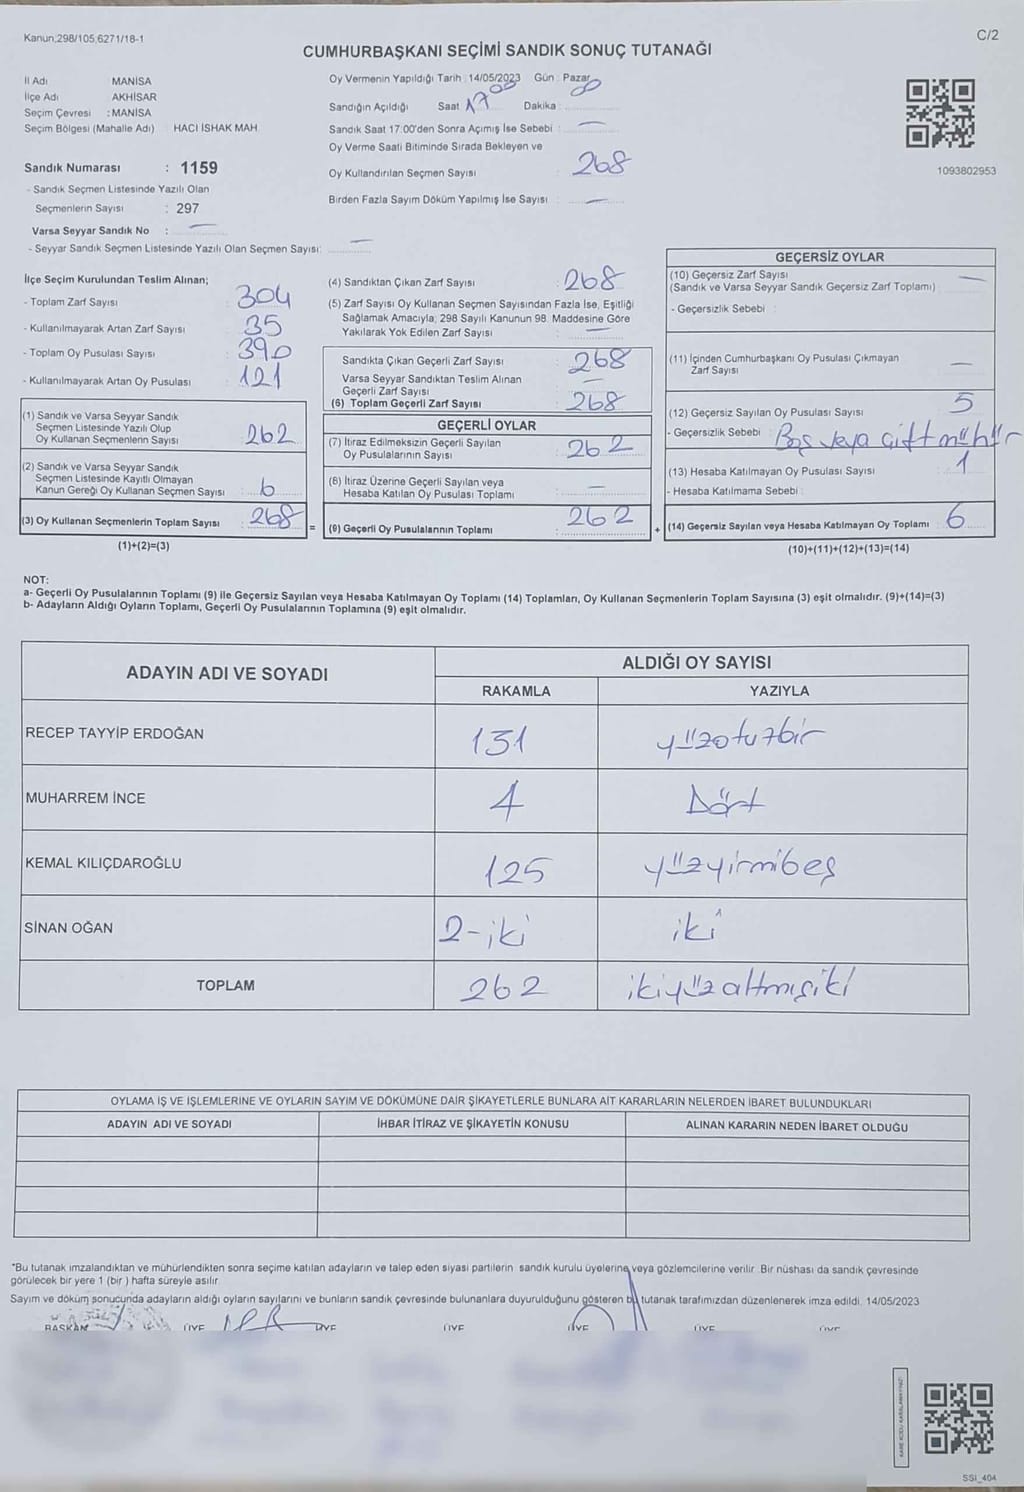 Kanun;298/105;6271/18-1
C/2
CUMHURBAŞKANI SEÇİMİ SANDIK SONUÇ TUTANAĞI
İl Adı MANİSA
İlçe Adı AKHİSAR
Seçim Çevresi : MANİSA
Seçim Bölgesi (Mahalle Adı) HACI İSHAK MAH.
Sandık Numarası : 1159
- Sandık Seçmen Listesinde Yazılı Olan
Seçmenlerin Sayısı : 297
Varsa Seyyar Sandık No : —
- Seyyar Sandık Seçmen Listesinde Yazılı Olan Seçmen Sayısı: —
Oy Vermenin Yapıldığı Tarih : 14/05/2023 Gün : Pazar
Sandığın Açıldığı Saat 17 00 Dakika : 00
Sandık Saat 17:00'den Sonra Açımış İse Sebebi : —
Oy Verme Saati Bitiminde Sırada Bekleyen ve
Oy Kullandırılan Seçmen Sayısı : 268
Birden Fazla Sayım Döküm Yapılmış İse Sayısı : —
1093802953
İlçe Seçim Kurulundan Teslim Alınan;
- Toplam Zarf Sayısı : 304
- Kullanılmayarak Artan Zarf Sayısı : 35
- Toplam Oy Pusulası Sayısı : 390
- Kullanılmayarak Artan Oy Pusulası : 121
(1) Sandık ve Varsa Seyyar Sandık
Seçmen Listesinde Yazılı Olup
Oy Kullanan Seçmenlerin Sayısı : 262
(2) Sandık ve Varsa Seyyar Sandık
Seçmen Listesinde Kayıtlı Olmayan
Kanun Gereği Oy Kullanan Seçmen Sayısı : 6
(3) Oy Kullanan Seçmenlerin Toplam Sayısı : 268
(1)+(2)=(3)
(4) Sandıktan Çıkan Zarf Sayısı : 268
(5) Zarf Sayısı Oy Kullanan Seçmen Sayısından Fazla İse, Eşitliği
Sağlamak Amacıyla; 298 Sayılı Kanunun 98. Maddesine Göre
Yakılarak Yok Edilen Zarf Sayısı : —
Sandıkta Çıkan Geçerli Zarf Sayısı : 268
Varsa Seyyar Sandıktan Teslim Alınan
Geçerli Zarf Sayısı : —
(6) Toplam Geçerli Zarf Sayısı : 268
GEÇERLİ OYLAR
(7) İtiraz Edilmeksizin Geçerli Sayılan
Oy Pusulalarının Sayısı : 262
(8) İtiraz Üzerine Geçerli Sayılan veya
Hesaba Katılan Oy Pusulası Toplamı : —
= (9) Geçerli Oy Pusulalarının Toplamı : 262
GEÇERSİZ OYLAR
(10) Geçersiz Zarf Sayısı —
(Sandık ve Varsa Seyyar Sandık Geçersiz Zarf Toplamı) :
- Geçersizlik Sebebi :
(11) İçinden Cumhurbaşkanı Oy Pusulası Çıkmayan
Zarf Sayısı : —
(12) Geçersiz Sayılan Oy Pusulası Sayısı : 5
- Geçersizlik Sebebi : Boş veya çift mühür
(13) Hesaba Katılmayan Oy Pusulası Sayısı : 1
- Hesaba Katılmama Sebebi :
+ (14) Geçersiz Sayılan veya Hesaba Katılmayan Oy Toplamı : 6
(10)+(11)+(12)+(13)=(14)
NOT:
a- Geçerli Oy Pusulalarının Toplamı (9) ile Geçersiz Sayılan veya Hesaba Katılmayan Oy Toplamı (14) Toplamları, Oy Kullanan Seçmenlerin Toplam Sayısına (3) eşit olmalıdır. (9)+(14)=(3)
b- Adayların Aldığı Oyların Toplamı, Geçerli Oy Pusulalarının Toplamına (9) eşit olmalıdır.
ADAYIN ADI VE SOYADI ALDIĞI OY SAYISI
RAKAMLA YAZIYLA
RECEP TAYYİP ERDOĞAN 131 yüzotuzbir
MUHARREM İNCE 4 Dört
KEMAL KILIÇDAROĞLU 125 yüzyirmibeş
SİNAN OĞAN 2-iki iki
TOPLAM 262 ikiyüzaltmışiki
OYLAMA İŞ VE İŞLEMLERİNE VE OYLARIN SAYIM VE DÖKÜMÜNE DAİR ŞİKAYETLERLE BUNLARA AİT KARARLARIN NELERDEN İBARET BULUNDUKLARI
ADAYIN ADI VE SOYADI İHBAR İTİRAZ VE ŞİKAYETİN KONUSU ALINAN KARARIN NEDEN İBARET OLDUĞU
*Bu tutanak imzalandıktan ve mühürlendikten sonra seçime katılan adayların ve talep eden siyasi partilerin sandık kurulu üyelerine veya gözlemcilerine verilir. Bir nüshası da sandık çevresinde
görülecek bir yere 1 (bir ) hafta süreyle asılır.
Sayım ve döküm sonucunda adayların aldığı oyların sayılarını ve bunların sandık çevresinde bulunanlara duyurulduğunu gösteren bu tutanak tarafımızdan düzenlenerek imza edildi. 14/05/2023
BAŞKAN ÜYE ÜYE ÜYE ÜYE ÜYE ÜYE
SSI_404